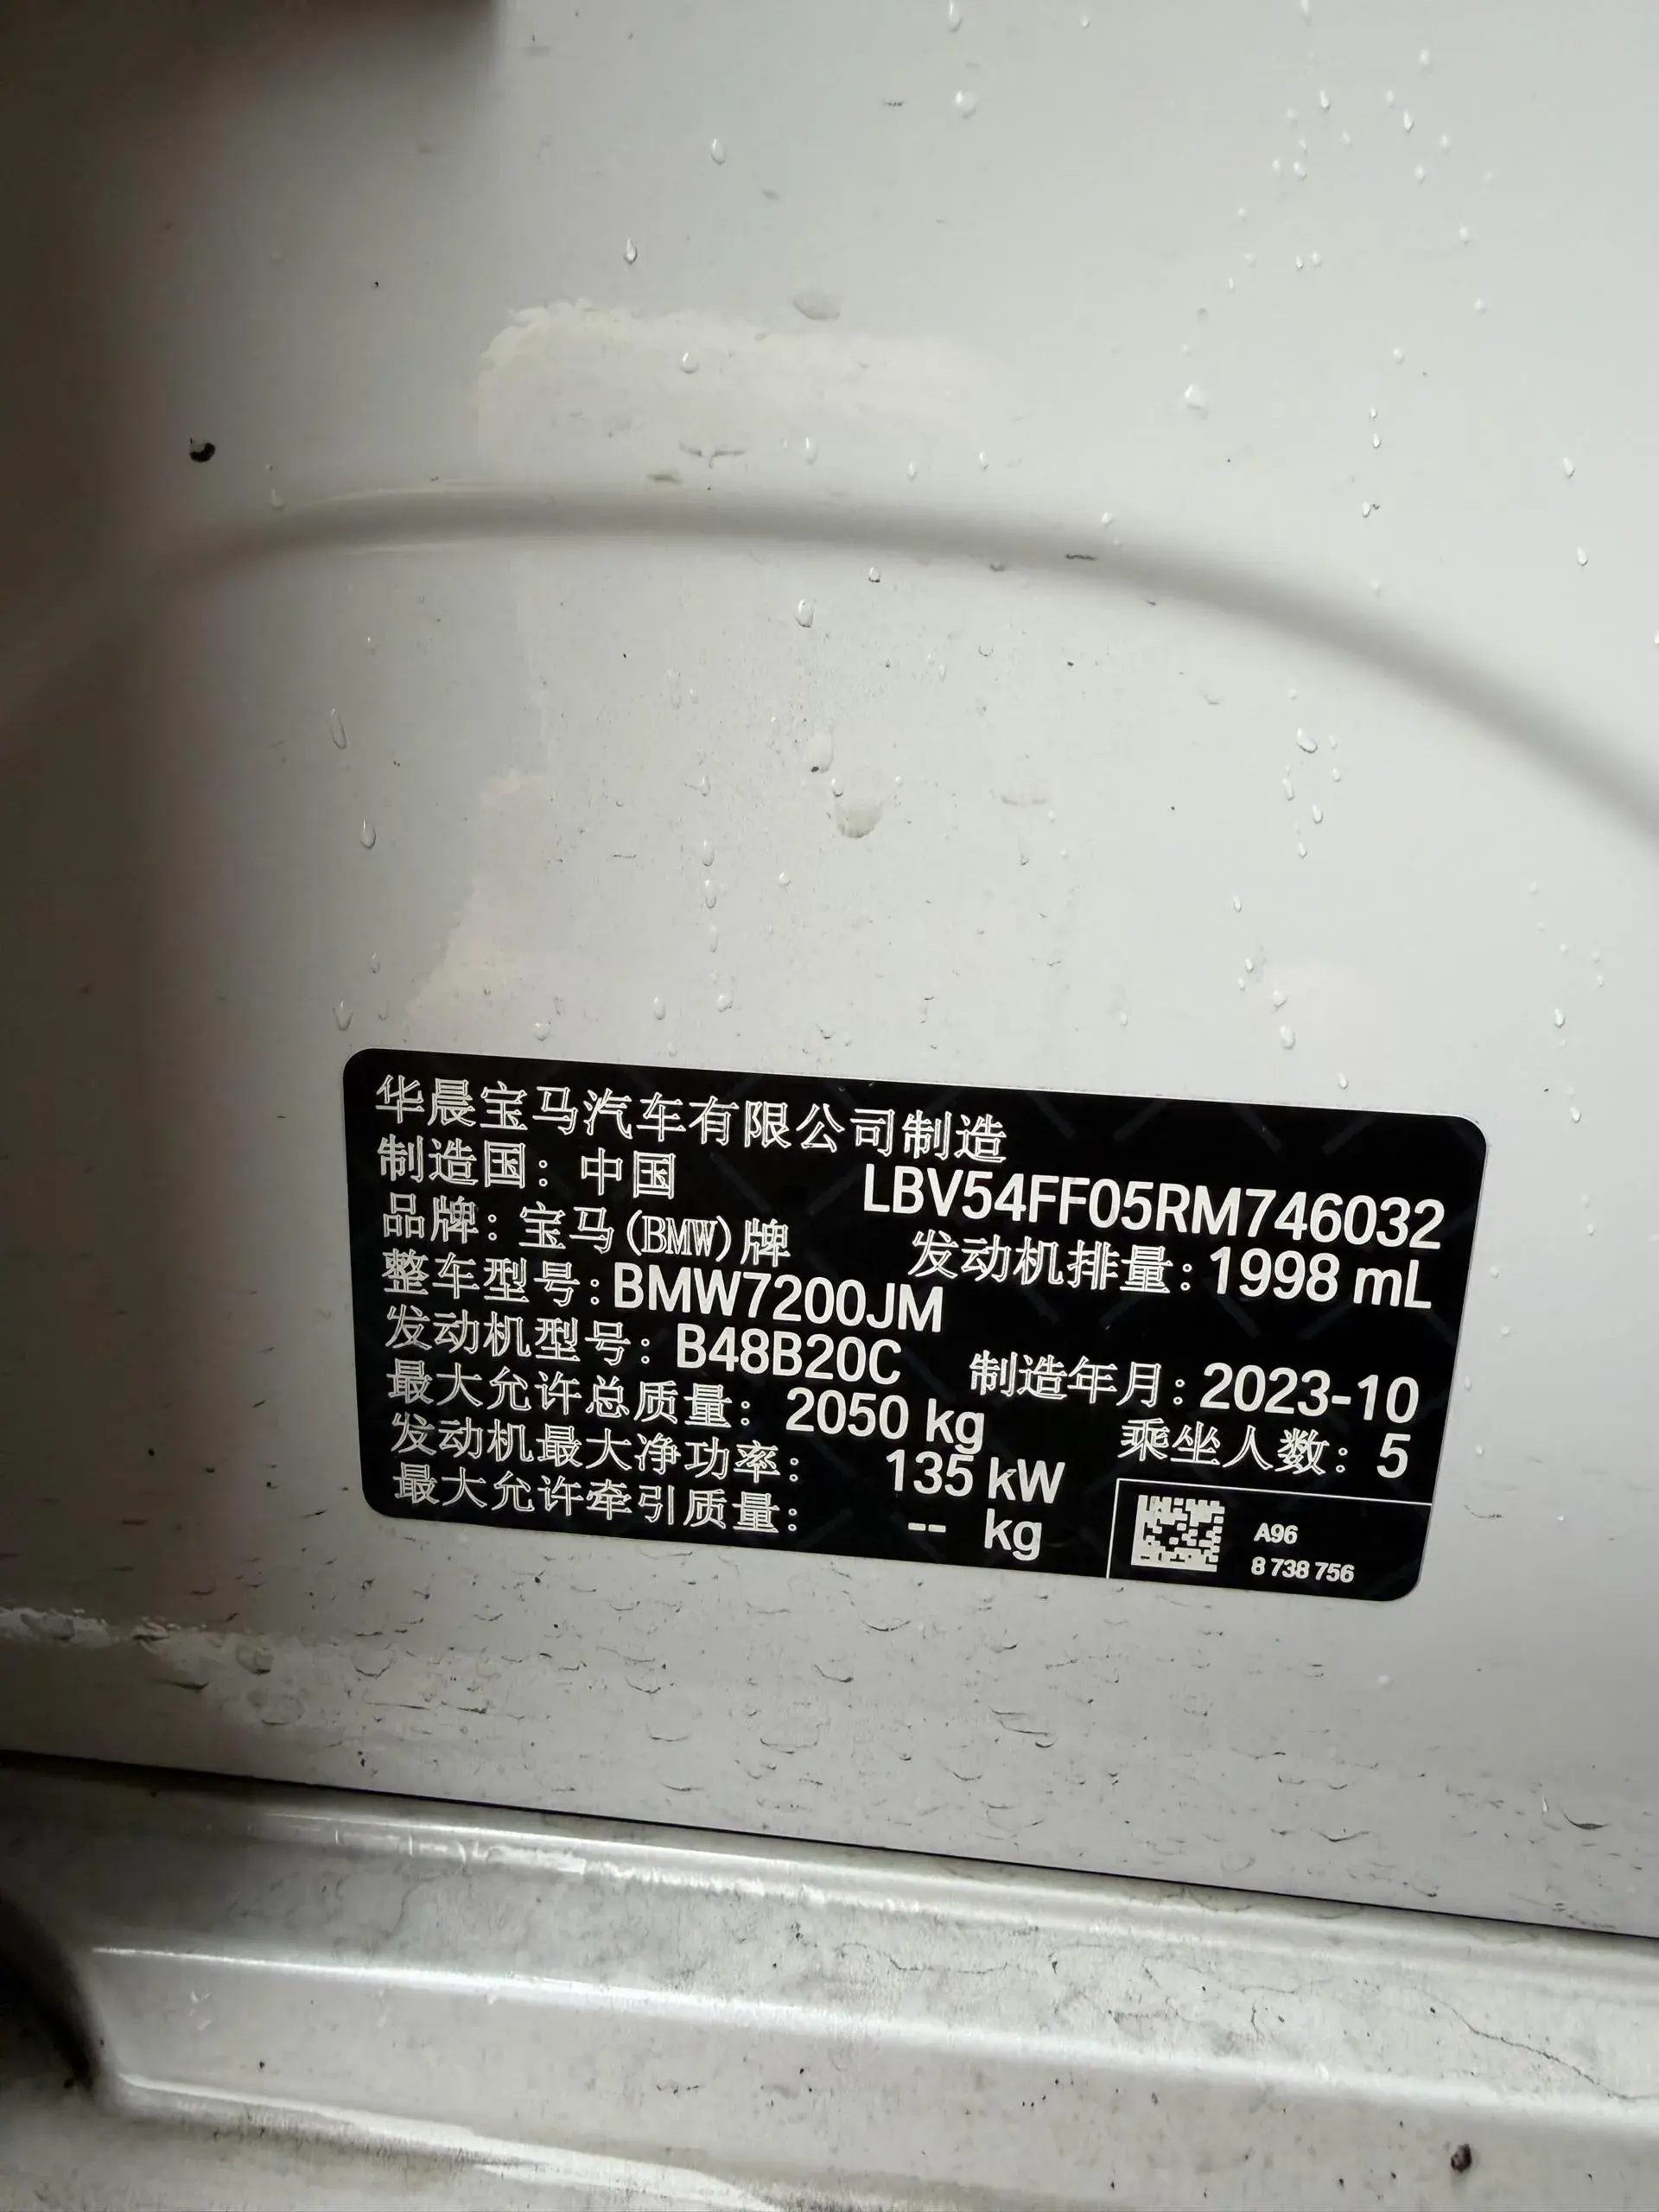 华晨宝马汽车有限公司制造
制造国：中国 LBV54FF05RM746032
品牌：宝马(BMW)牌 发动机排量：1998 mL
整车型号：BMW7200JM
发动机型号：B48B20C 制造年月：2023-10
最大允许总质量：2050 kg 乘坐人数：5
发动机最大净功率：135 kW
最大允许牵引质量：-- kg
A96
8 738 756